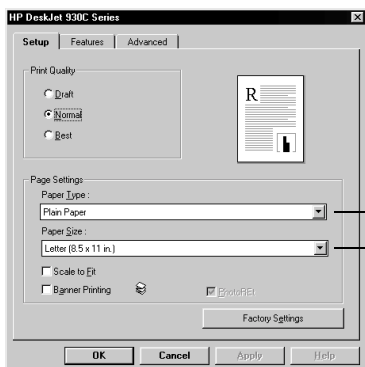 HP DeskJet 930C Series
Setup Features Advanced
Print Quality
Draft
Normal
Best
R
Page Settings
Paper Type :
Plain Paper
Paper Size :
Letter (8.5 x 11 in.)
Scale to Fit
Banner Printing PhotoREt
Factory Settings
OK Cancel Apply Help